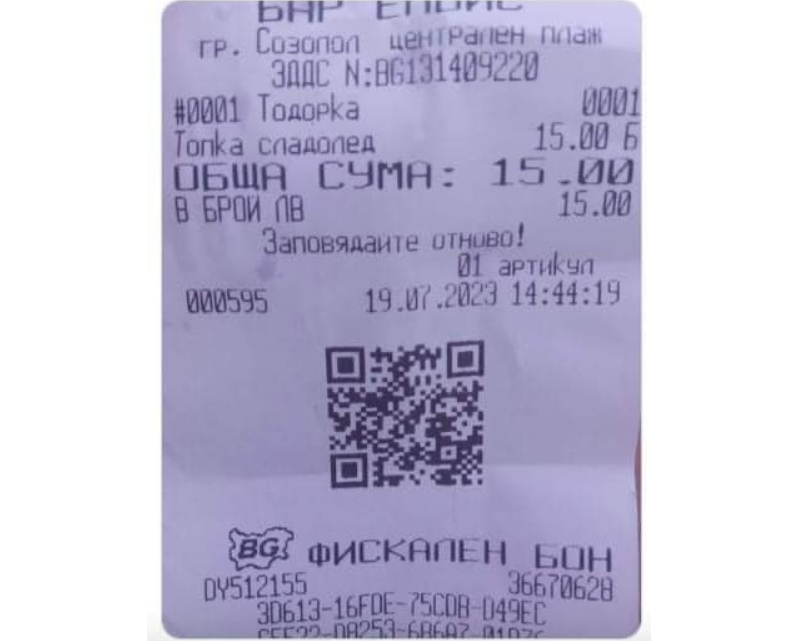 БАР
гр. Созопол централен плаж
ЗДДС N:BG131409220
#0001 Тодорка 0001
Топка сладолед 15.00 Б
ОБЩА СУМА: 15.00
В БРОЙ ЛВ 15.00
Заповядайте отново!
01 артикул
000595 19.07.2023 14:44:19
BG ФИСКАЛЕН БОН
DY512155 36670628
3D613-16FDE-75CDB-D49EC